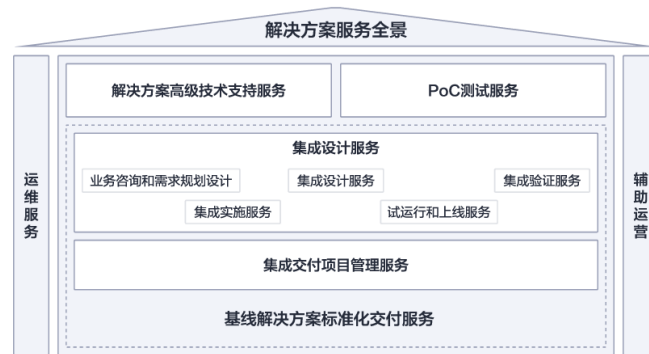 解决方案服务全景
运维服务
解决方案高级技术支持服务
PoC测试服务
集成设计服务
业务咨询和需求规划设计
集成设计服务
集成验证服务
集成实施服务
试运行和上线服务
集成交付项目管理服务
基线解决方案标准化交付服务
辅助运营